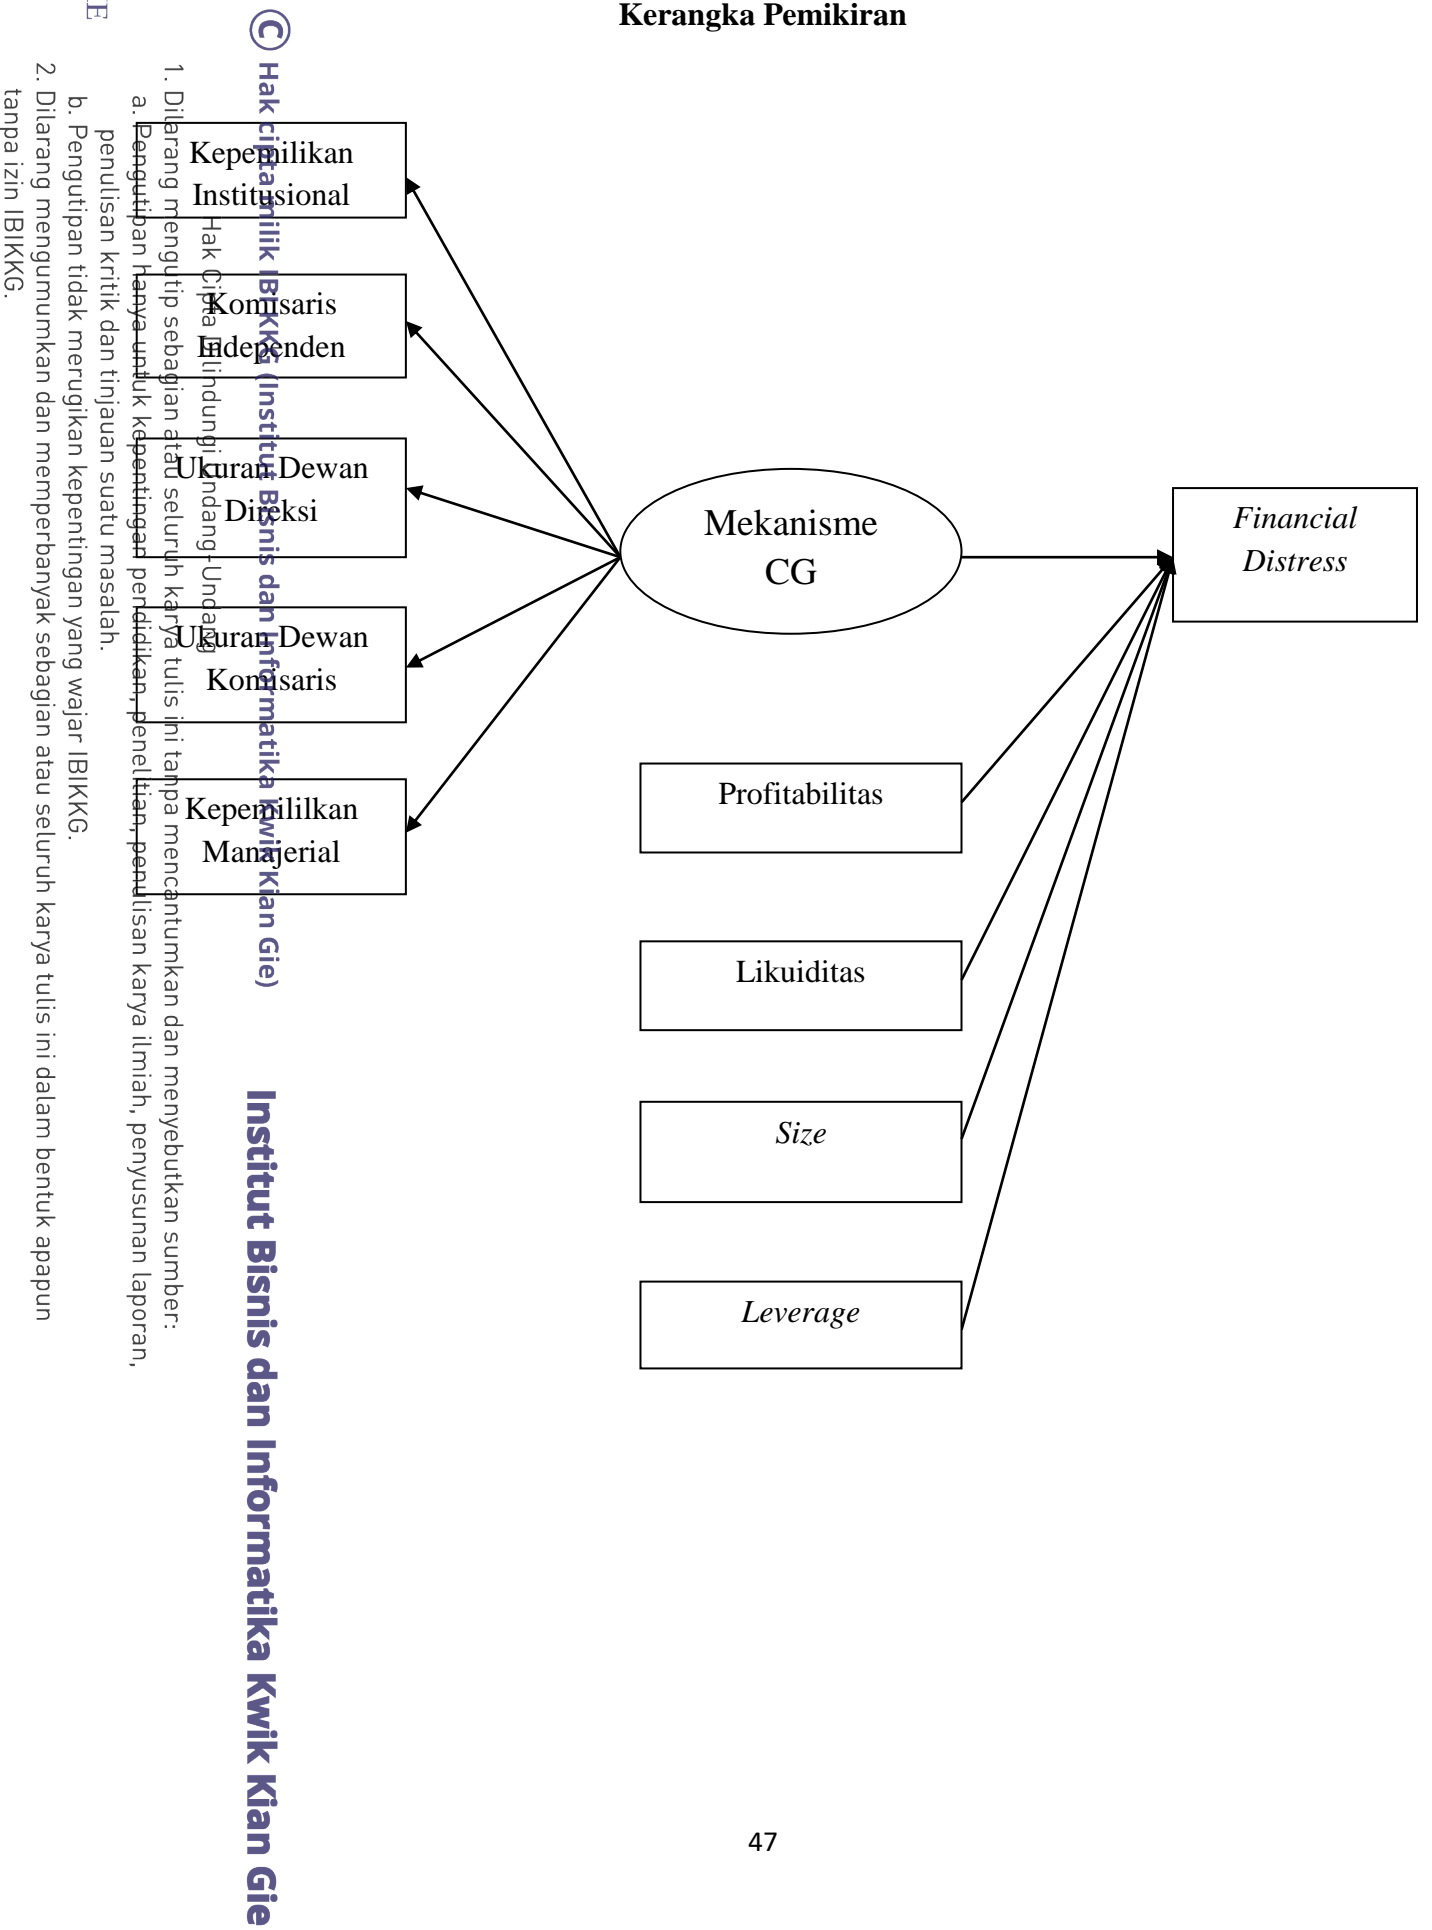 Kerangka Pemikiran
Kepemilikan
Institusional
Komisaris
Independen
Ukuran Dewan
Direksi
Ukuran Dewan
Komisaris
Kepemililkan
Manajerial
Mekanisme
CG
Financial
Distress
Profitabilitas
Likuiditas
Size
Leverage
© Hak cipta milik IBI KKG (Institut Bisnis dan Informatika Kwik Kian Gie)
Institut Bisnis dan Informatika Kwik Kian Gie
Hak Cipta Dilindungi Undang-Undang
1. Dilarang mengutip sebagian atau seluruh karya tulis ini tanpa mencantumkan dan menyebutkan sumber:
a. Pengutipan hanya untuk kepentingan pendidikan, penelitian, penulisan karya ilmiah, penyusunan laporan,
penulisan kritik dan tinjauan suatu masalah.
b. Pengutipan tidak merugikan kepentingan yang wajar IBIKKG.
2. Dilarang mengumumkan dan memperbanyak sebagian atau seluruh karya tulis ini dalam bentuk apapun
tanpa izin IBIKKG.
47